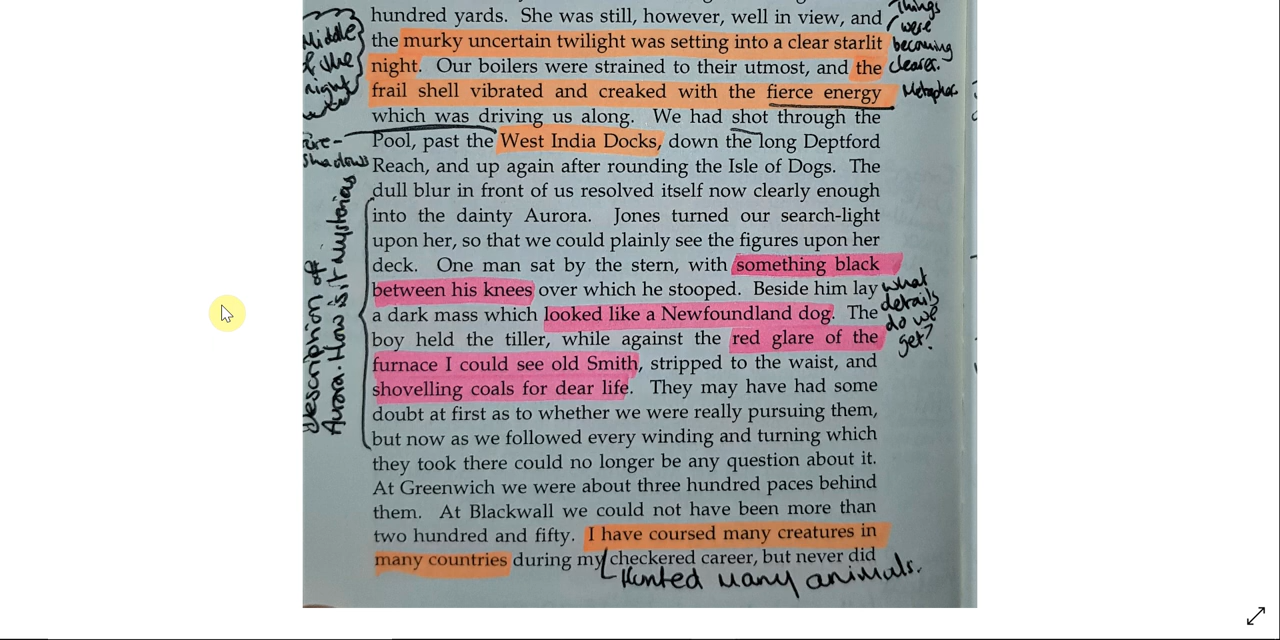 hundred yards. She was still, however, well in view, and
the murky uncertain twilight was setting into a clear starlit
night. Our boilers were strained to their utmost, and the
frail shell vibrated and creaked with the fierce energy
which was driving us along. We had shot through the
Pool, past the West India Docks, down the long Deptford
Reach, and up again after rounding the Isle of Dogs. The
dull blur in front of us resolved itself now clearly enough
into the dainty Aurora. Jones turned our search-light
upon her, so that we could plainly see the figures upon her
deck. One man sat by the stern, with something black
between his knees over which he stooped. Beside him lay
a dark mass which looked like a Newfoundland dog. The
boy held the tiller, while against the red glare of the
furnace I could see old Smith, stripped to the waist, and
shovelling coals for dear life. They may have had some
doubt at first as to whether we were really pursuing them,
but now as we followed every winding and turning which
they took there could no longer be any question about it.
At Greenwich we were about three hundred paces behind
them. At Blackwall we could not have been more than
two hundred and fifty. I have coursed many creatures in
many countries during my checkered career, but never did
Middle
of the
night
shadows
Description of
Aurora. How is it mysterious
Things
were
becoming
clearer.
Metaphor
what
details
do we
get?
Hunted many animals.